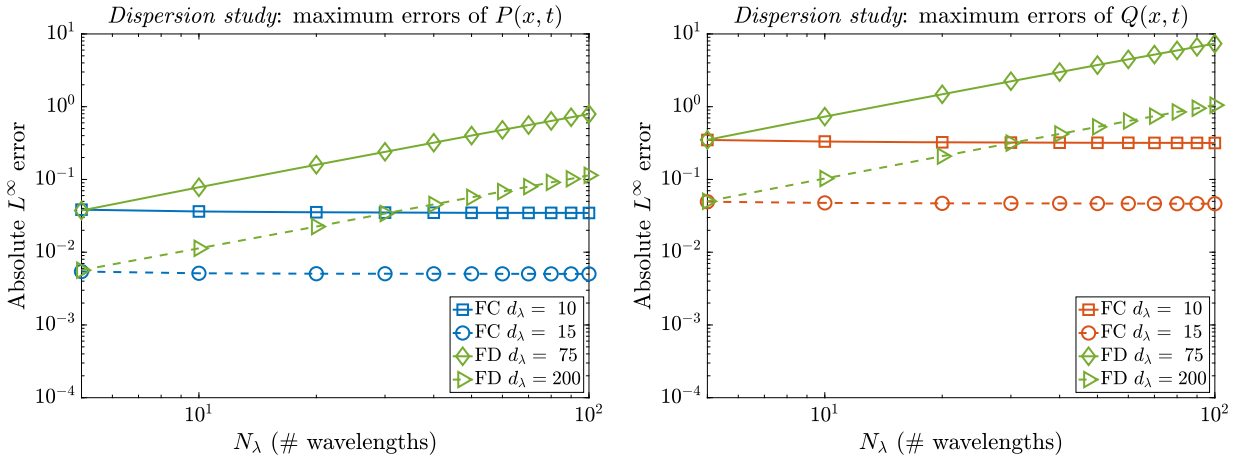 Dispersion study: maximum errors of P(x, t)
Absolute L^∞ error
10^1
10^0
10^−1
10^−2
10^−3
10^−4
FC d_λ = 10
FC d_λ = 15
FD d_λ = 75
FD d_λ = 200
10^1
10^2
N_λ (# wavelengths)
Dispersion study: maximum errors of Q(x, t)
Absolute L^∞ error
10^1
10^0
10^−1
10^−2
10^−3
10^−4
FC d_λ = 10
FC d_λ = 15
FD d_λ = 75
FD d_λ = 200
10^1
10^2
N_λ (# wavelengths)